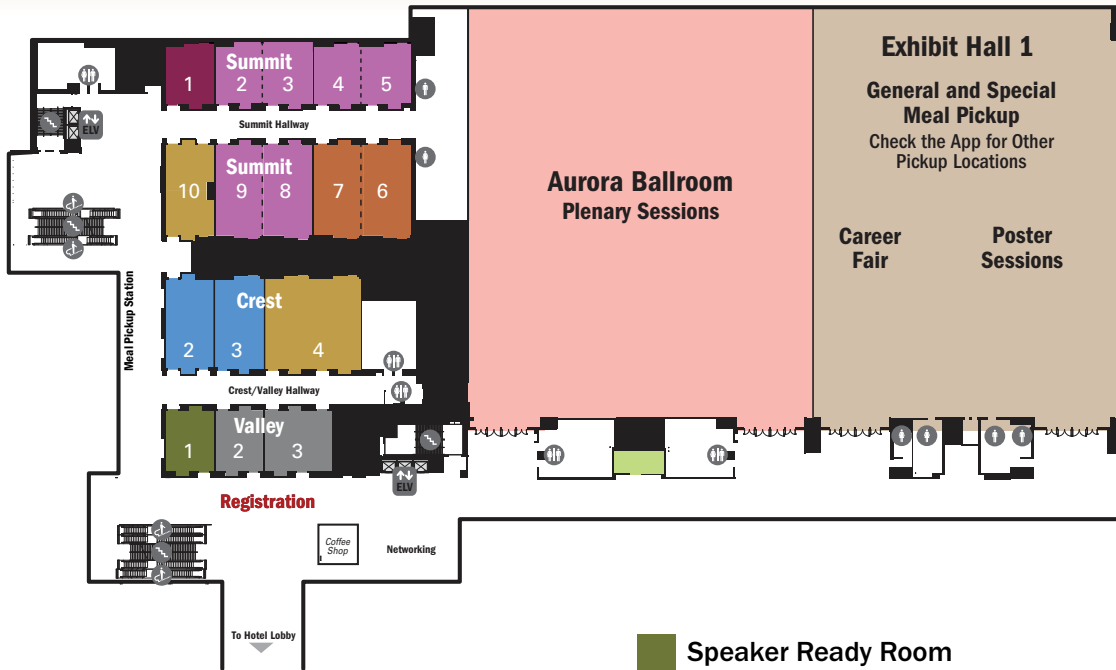 Summit
1
2
3
4
5
Summit Hallway
ELV
Summit
10
9
8
7
6
Meal Pickup Station
Crest
2
3
4
Crest/Valley Hallway
Valley
1
2
3
ELV
Registration
Coffee
Shop
Networking
To Hotel Lobby
Aurora Ballroom
Plenary Sessions
Exhibit Hall 1
General and Special
Meal Pickup
Check the App for Other
Pickup Locations
Career
Fair
Poster
Sessions
Speaker Ready Room